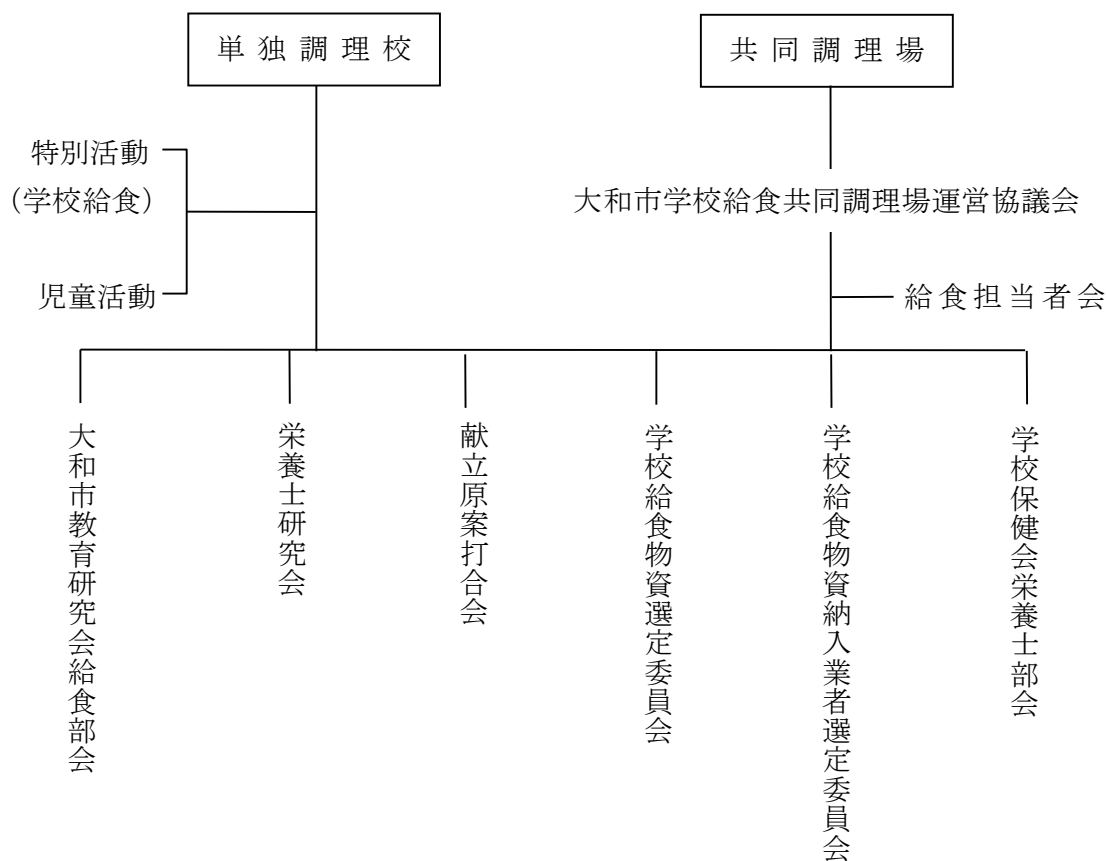 単独調理校
共同調理場
特別活動
(学校給食)
大和市学校給食共同調理場運営協議会
児童活動
給食担当者会
大和市教育研究会給食部会
栄養士研究会
献立原案打合会
学校給食物資選定委員会
学校給食物資納入業者選定委員会
学校保健会栄養士部会